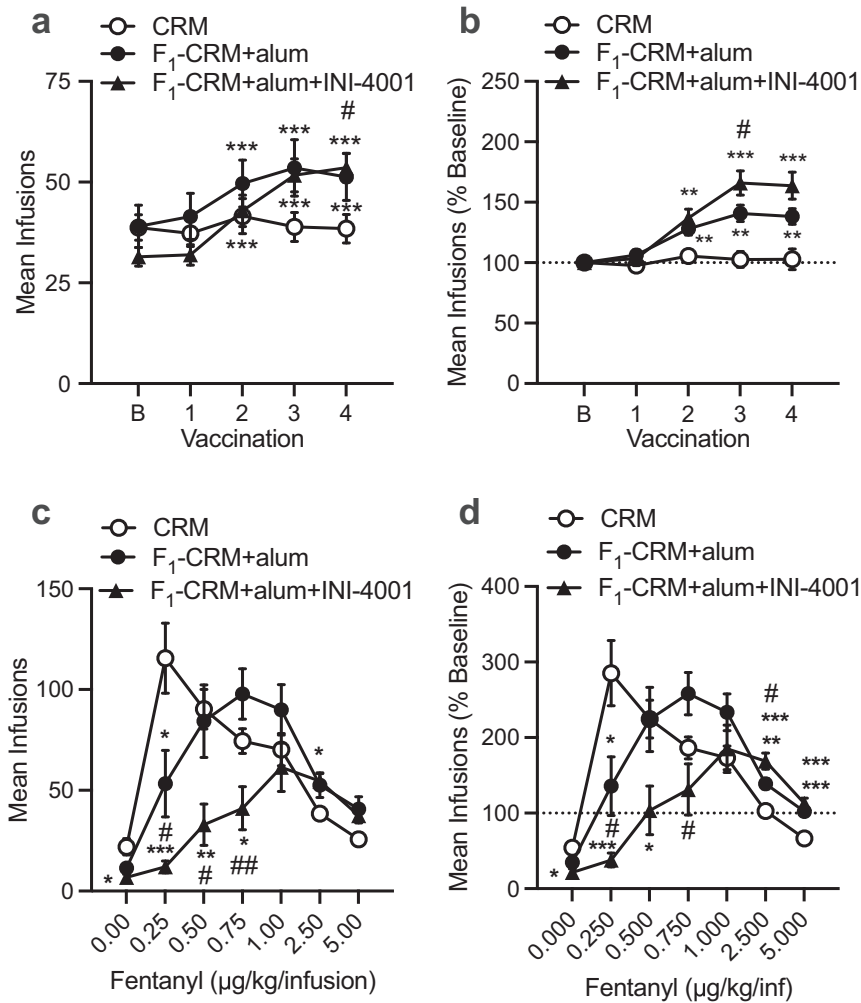 a
CRM
F₁-CRM+alum
F₁-CRM+alum+INI-4001
Mean Infusions
75
50
25
0
#
***
***
***
***
***
***
B 1 2 3 4
Vaccination
b
CRM
F₁-CRM+alum
F₁-CRM+alum+INI-4001
Mean Infusions (% Baseline)
250
200
150
100
50
0
#
** *** ***
** ** **
B 1 2 3 4
Vaccination
c
CRM
F₁-CRM+alum
F₁-CRM+alum+INI-4001
Mean Infusions
150
100
50
0
*
*
#
***
**
#
*
##
*
0.00 0.25 0.50 0.75 1.00 2.50 5.00
Fentanyl (µg/kg/infusion)
d
CRM
F₁-CRM+alum
F₁-CRM+alum+INI-4001
Mean Infusions (% Baseline)
400
300
200
100
0
*
*
#
***
*
#
#
***
**
***
***
0.000 0.250 0.500 0.750 1.000 2.500 5.000
Fentanyl (µg/kg/inf)